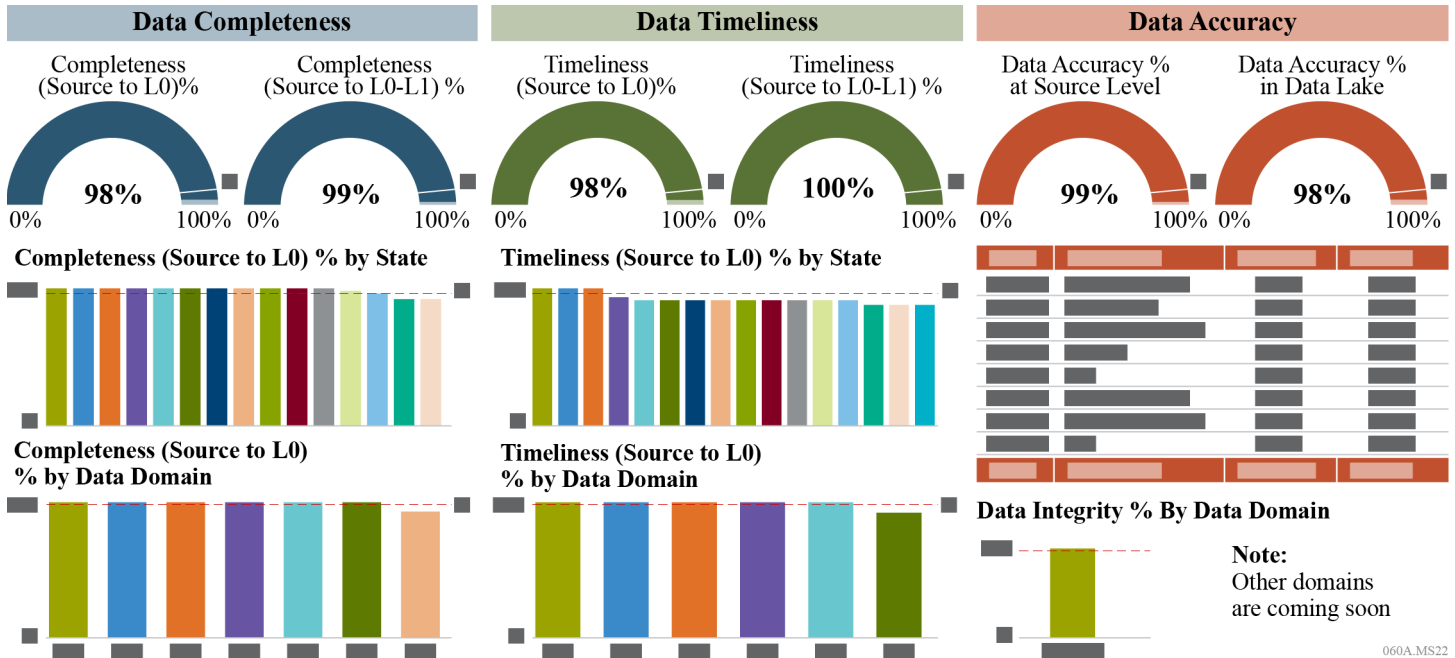 Data Completeness
Completeness
(Source to L0)%
98%
0%
100%
Completeness
(Source to L0-L1) %
99%
0%
100%
Completeness (Source to L0) % by State
Completeness (Source to L0)
% by Data Domain
Data Timeliness
Timeliness
(Source to L0)%
98%
0%
100%
Timeliness
(Source to L0-L1) %
100%
0%
100%
Timeliness (Source to L0) % by State
Timeliness (Source to L0)
% by Data Domain
Data Accuracy
Data Accuracy %
at Source Level
99%
0%
100%
Data Accuracy %
in Data Lake
98%
0%
100%
Data Integrity % By Data Domain
Note:
Other domains
are coming soon
060A.MS22